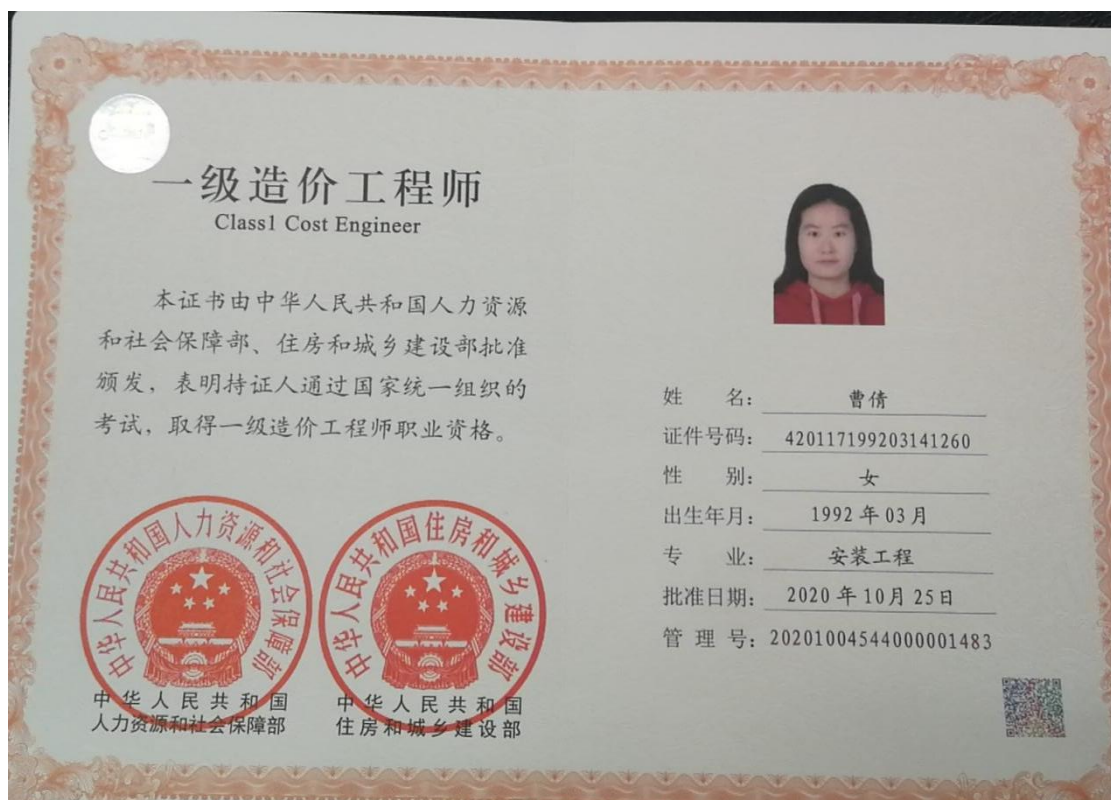 一级造价工程师
Class1 Cost Engineer
本证书由中华人民共和国人力资源
和社会保障部、住房和城乡建设部批准
颁发，表明持证人通过国家统一组织的
考试，取得一级造价工程师职业资格。
中华人民共和国人力资源和社会保障部
中华人民共和国住房和城乡建设部
中华人民共和国
人力资源和社会保障部
中华人民共和国
住房和城乡建设部
姓 名： 曹倩
证件号码： 420117199203141260
性 别： 女
出生年月： 1992 年 03 月
专 业： 安装工程
批准日期： 2020 年 10 月 25 日
管 理 号： 20201004544000001483